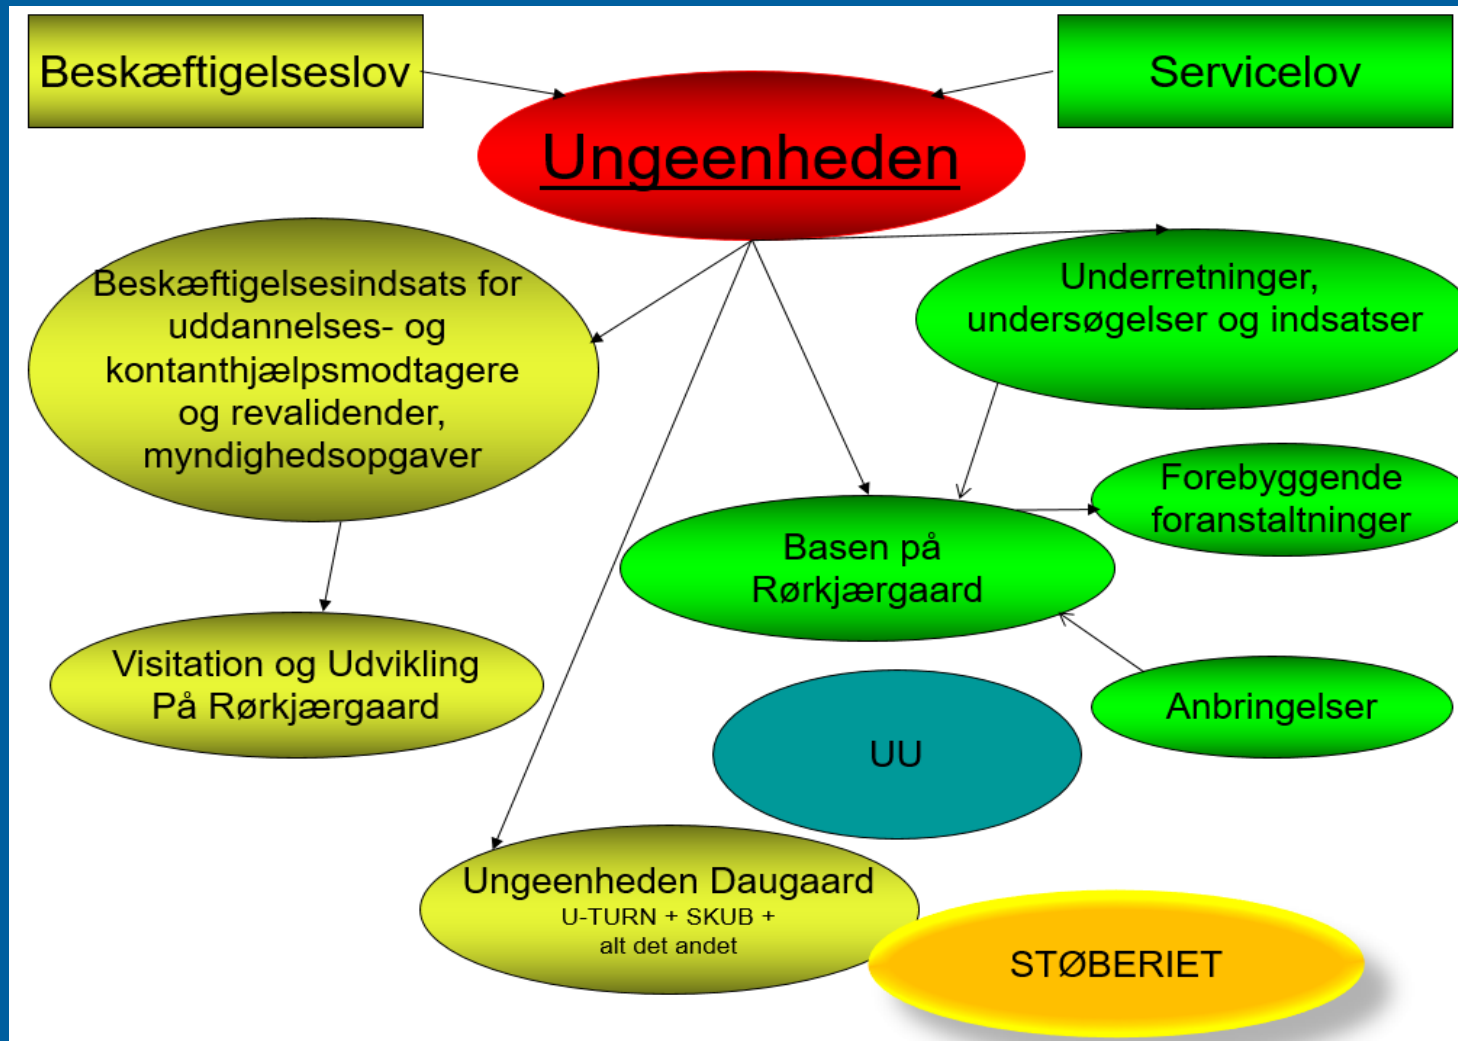 Beskæftigelseslov
Servicelov
Ungeenheden
Beskæftigelsesindsats for
uddannelses- og
kontanthjælpsmodtagere
og revalidender,
myndighedsopgaver
Underretninger,
undersøgelser og indsatser
Forebyggende
foranstaltninger
Basen på
Rørkjærgaard
Visitation og Udvikling
På Rørkjærgaard
Anbringelser
UU
Ungeenheden Daugaard
U-TURN + SKUB +
alt det andet
STØBERIET